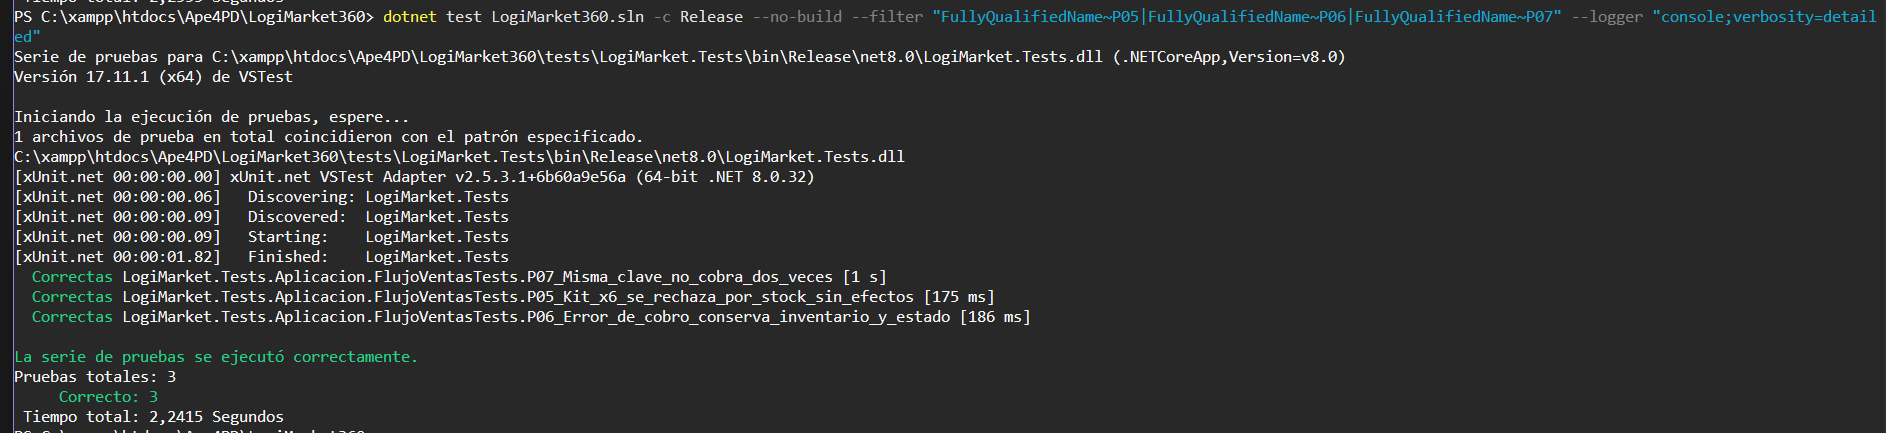 PS C:\xampp\htdocs\Ape4PD\LogiMarket360> dotnet test LogiMarket360.sln -c Release --no-build --filter "FullyQualifiedName~P05|FullyQualifiedName~P06|FullyQualifiedName~P07" --logger "console;verbosity=detail
ed"
Serie de pruebas para C:\xampp\htdocs\Ape4PD\LogiMarket360\tests\LogiMarket.Tests\bin\Release\net8.0\LogiMarket.Tests.dll (.NETCoreApp,Version=v8.0)
Versión 17.11.1 (x64) de VSTest

Iniciando la ejecución de pruebas, espere...
1 archivos de prueba en total coincidieron con el patrón especificado.
C:\xampp\htdocs\Ape4PD\LogiMarket360\tests\LogiMarket.Tests\bin\Release\net8.0\LogiMarket.Tests.dll
[xUnit.net 00:00:00.00] xUnit.net VSTest Adapter v2.5.3.1+6b60a9e56a (64-bit .NET 8.0.32)
[xUnit.net 00:00:00.06]   Discovering: LogiMarket.Tests
[xUnit.net 00:00:00.09]   Discovered:  LogiMarket.Tests
[xUnit.net 00:00:00.09]   Starting:    LogiMarket.Tests
[xUnit.net 00:00:01.82]   Finished:    LogiMarket.Tests
  Correctas LogiMarket.Tests.Aplicacion.FlujoVentasTests.P07_Misma_clave_no_cobra_dos_veces [1 s]
  Correctas LogiMarket.Tests.Aplicacion.FlujoVentasTests.P05_Kit_x6_se_rechaza_por_stock_sin_efectos [175 ms]
  Correctas LogiMarket.Tests.Aplicacion.FlujoVentasTests.P06_Error_de_cobro_conserva_inventario_y_estado [186 ms]

La serie de pruebas se ejecutó correctamente.
Pruebas totales: 3
     Correcto: 3
 Tiempo total: 2,2415 Segundos